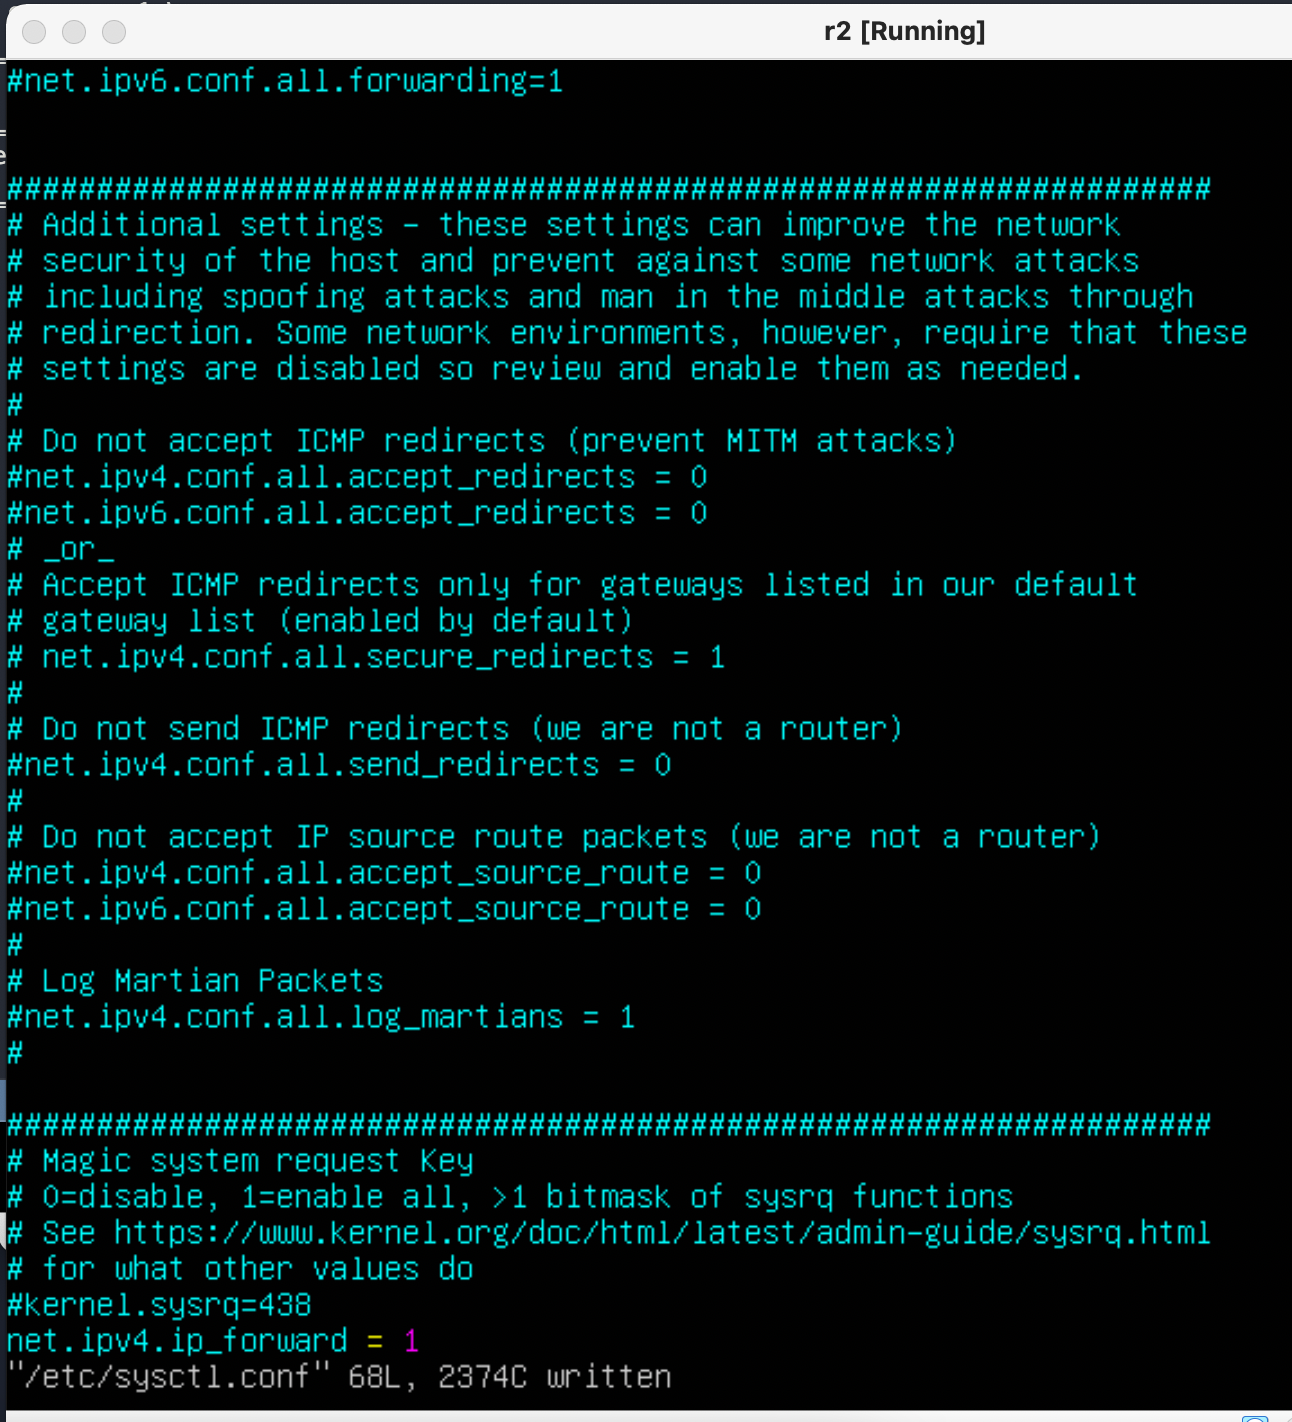 r2 [Running]
#net.ipv6.conf.all.forwarding=1
###################################################################
# Additional settings - these settings can improve the network
# security of the host and prevent against some network attacks
# including spoofing attacks and man in the middle attacks through
# redirection. Some network environments, however, require that these
# settings are disabled so review and enable them as needed.
#
# Do not accept ICMP redirects (prevent MITM attacks)
#net.ipv4.conf.all.accept_redirects = 0
#net.ipv6.conf.all.accept_redirects = 0
# _or_
# Accept ICMP redirects only for gateways listed in our default
# gateway list (enabled by default)
# net.ipv4.conf.all.secure_redirects = 1
#
# Do not send ICMP redirects (we are not a router)
#net.ipv4.conf.all.send_redirects = 0
#
# Do not accept IP source route packets (we are not a router)
#net.ipv4.conf.all.accept_source_route = 0
#net.ipv6.conf.all.accept_source_route = 0
#
# Log Martian Packets
#net.ipv4.conf.all.log_martians = 1
#
###################################################################
# Magic system request Key
# 0=disable, 1=enable all, >1 bitmask of sysrq functions
# See https://www.kernel.org/doc/html/latest/admin-guide/sysrq.html
# for what other values do
#kernel.sysrq=438
net.ipv4.ip_forward = 1
"/etc/sysctl.conf" 68L, 2374C written